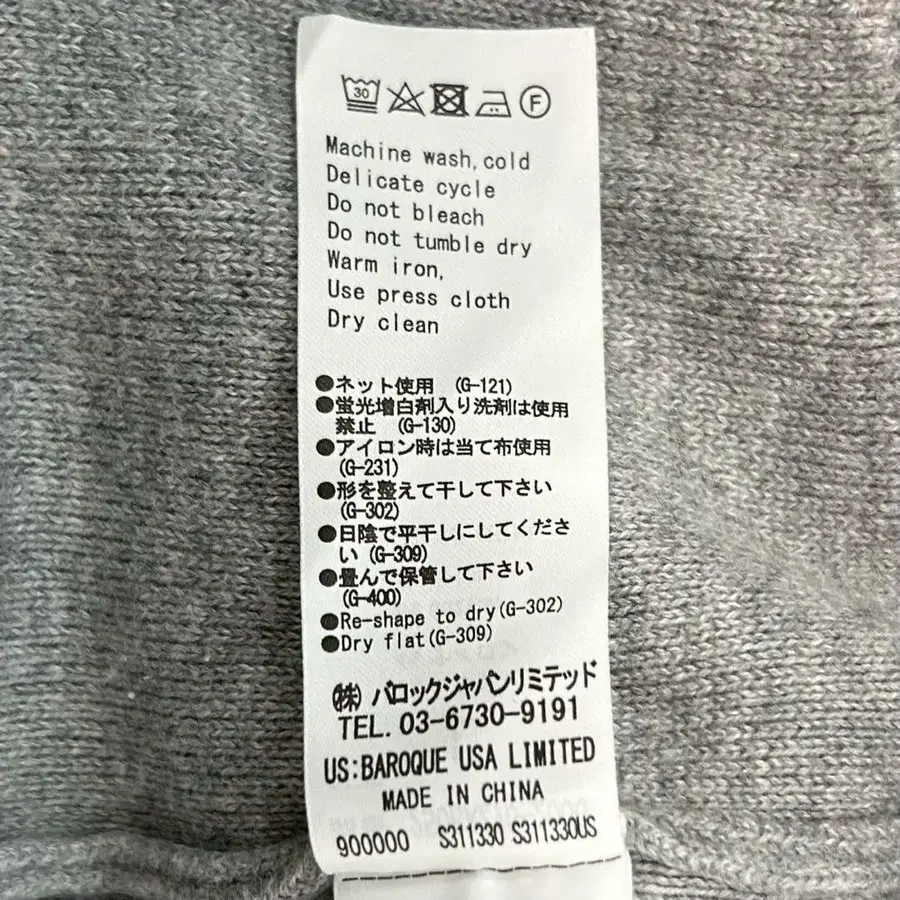 30 F
Machine wash,cold
Delicate cycle
Do not bleach
Do not tumble dry
Warm iron,
Use press cloth
Dry clean
●ネット使用 (G-121)
●蛍光増白剤入り洗剤は使用
禁止 (G-130)
●アイロン時は当て布使用
(G-231)
●形を整えて干して下さい
(G-302)
●日陰で平干しにしてくださ
い(G-309)
●畳んで保管して下さい
(G-400)
●Re-shape to dry(G-302)
●Dry flat(G-309)
㈱ バロックジャパンリミテッド
TEL. 03-6730-9191
US:BAROQUE USA LIMITED
MADE IN CHINA
900000 S311330 S311330US